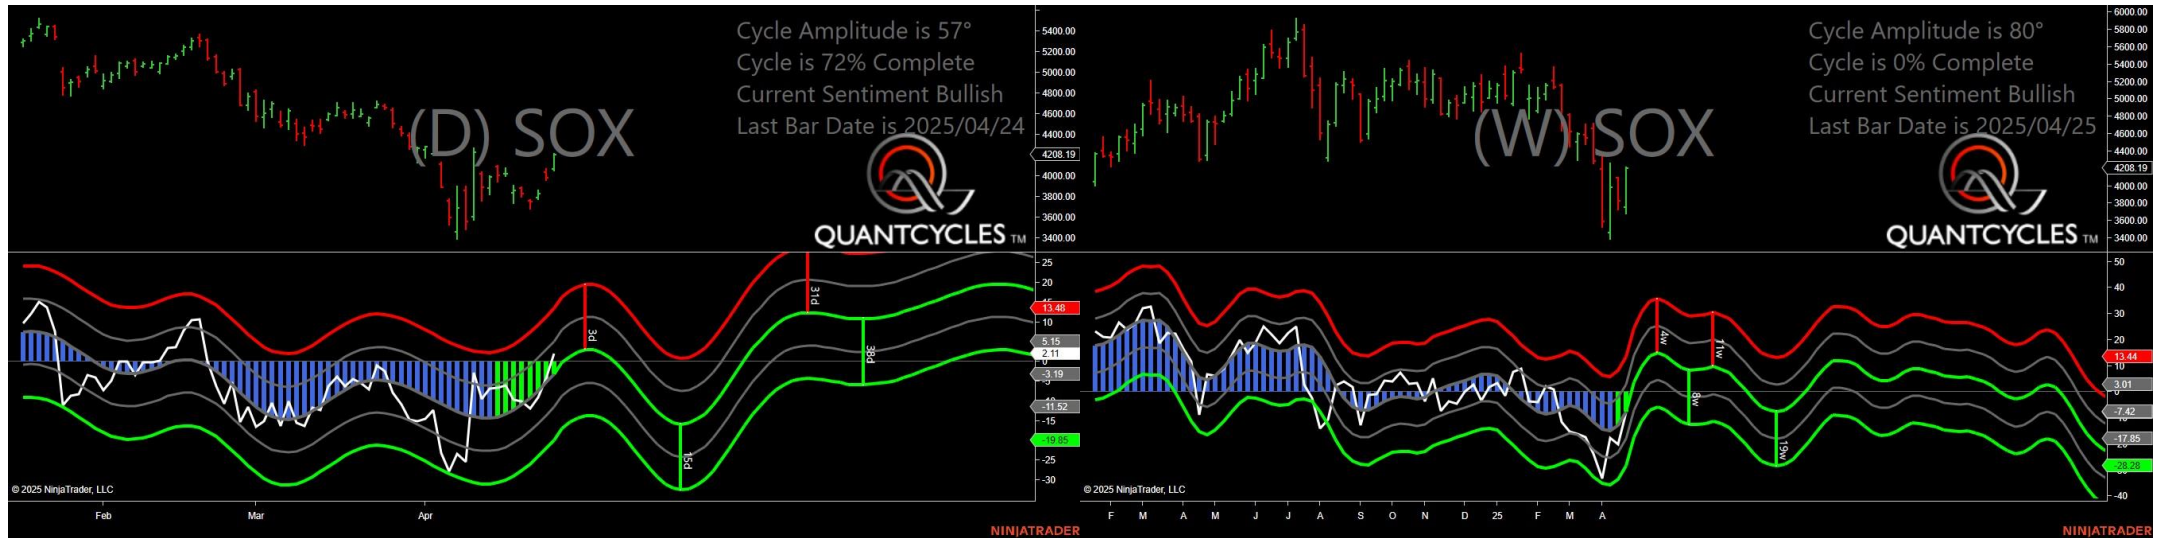 Cycle Amplitude is 57°
Cycle is 72% Complete
Current Sentiment Bullish
Last Bar Date is 2025/04/24
(D) SOX
QUANTCYCLES TM
5400.00
5200.00
5000.00
4800.00
4600.00
4400.00
4208.19
4000.00
3800.00
3600.00
3400.00
25
20
13.48
10
5.15
2.11
-3.19
-11.52
-15
-19.85
-25
-30
3d
15d
31d
38d
© 2025 NinjaTrader, LLC
Feb
Mar
Apr
NINJATRADER
Cycle Amplitude is 80°
Cycle is 0% Complete
Current Sentiment Bullish
Last Bar Date is 2025/04/25
(W) SOX
QUANTCYCLES TM
6000.00
5800.00
5600.00
5400.00
5200.00
5000.00
4800.00
4600.00
4400.00
4208.19
4000.00
3800.00
3600.00
3400.00
50
40
30
20
13.44
10
3.01
0
-7.42
-17.85
-28.28
-40
4w
8w
11w
19w
© 2025 NinjaTrader, LLC
F M A M J J A S O N D 25 F M A
NINJATRADER